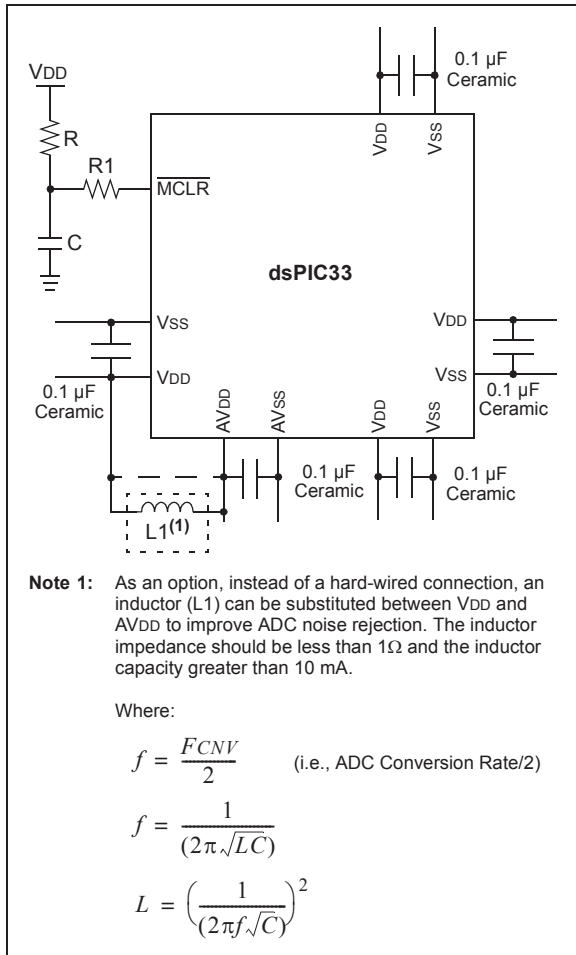 VDD
R
R1
MCLR
C
0.1 µF
Ceramic
VDD
VSS
dsPIC33
VSS
VDD
0.1 µF
Ceramic
VDD
VSS
0.1 µF
Ceramic
AVDD
AVSS
VDD
VSS
0.1 µF
Ceramic
0.1 µF
Ceramic
L1(1)
Note 1: As an option, instead of a hard-wired connection, an
inductor (L1) can be substituted between VDD and
AVDD to improve ADC noise rejection. The inductor
impedance should be less than 1Ω and the inductor
capacity greater than 10 mA.
Where:
f = FCNV / 2 (i.e., ADC Conversion Rate/2)
f = 1 / (2π√LC)
L = (1 / (2πf√C))²